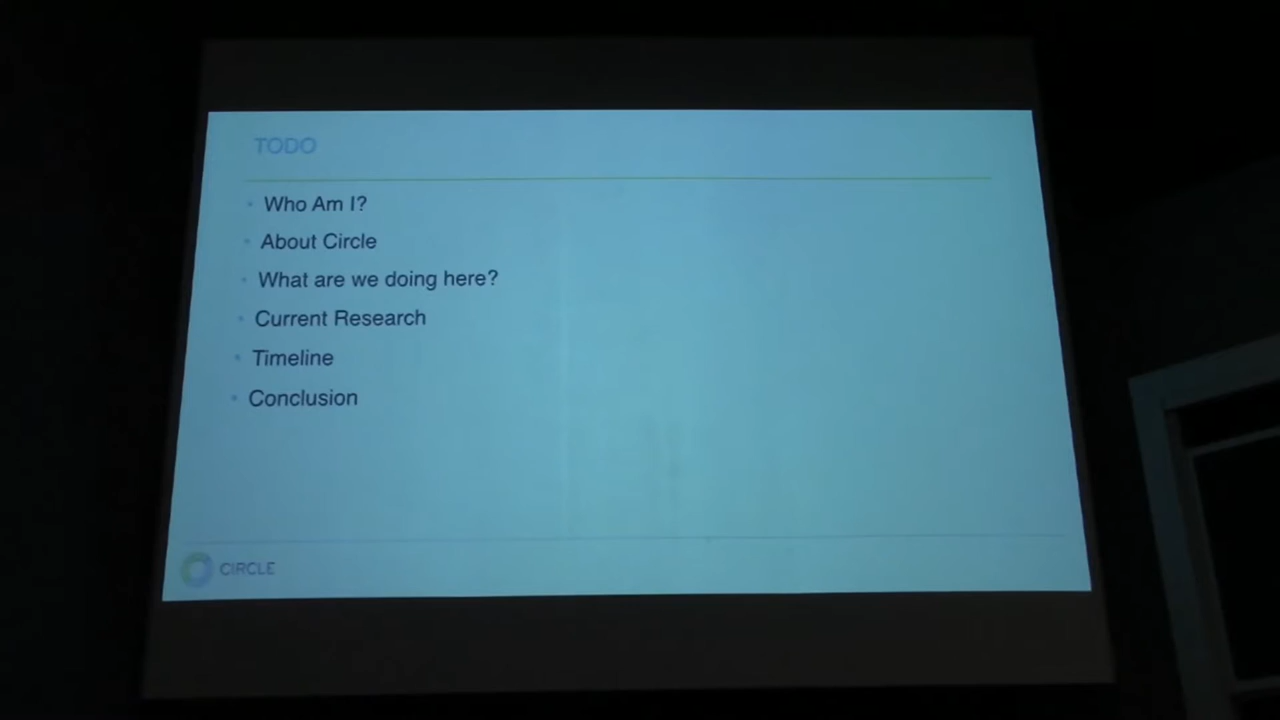 TODO
Who Am I?
About Circle
What are we doing here?
Current Research
Timeline
Conclusion
CIRCLE